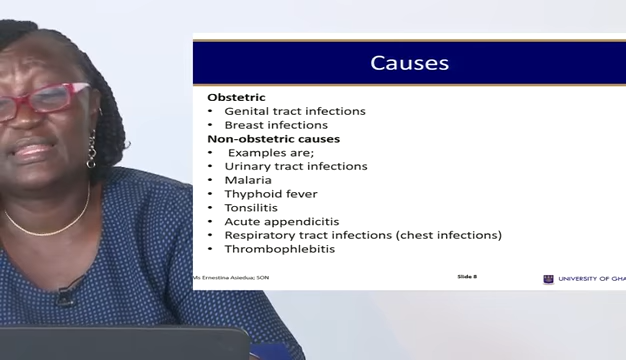 Causes
Obstetric
• Genital tract infections
• Breast infections
Non-obstetric causes
• Examples are;
• Urinary tract infections
• Malaria
• Thyphoid fever
• Tonsilitis
• Acute appendicitis
• Respiratory tract infections (chest infections)
• Thrombophlebitis
Ms Ernestina Asiedua; SON
Slide 8
UNIVERSITY OF GHA